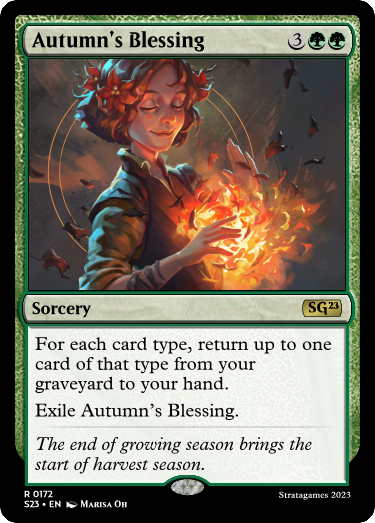 Autumn's Blessing 3
Sorcery SG23
For each card type, return up to one
card of that type from your
graveyard to your hand.
Exile Autumn's Blessing.
The end of growing season brings the
start of harvest season.
R 0172
S23 • EN Marisa Oh
Stratagames 2023